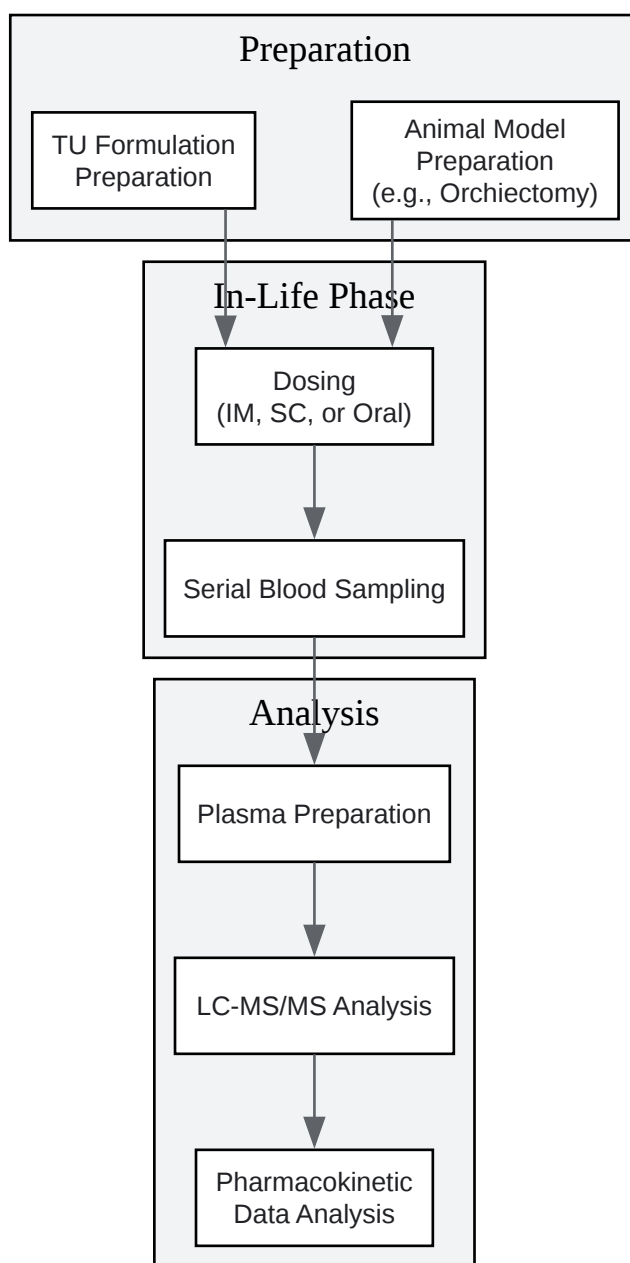 Preparation
TU Formulation
Preparation
Animal Model
Preparation
(e.g., Orchiectomy)
In-Life Phase
Dosing
(IM, SC, or Oral)
Serial Blood Sampling
Analysis
Plasma Preparation
LC-MS/MS Analysis
Pharmacokinetic
Data Analysis